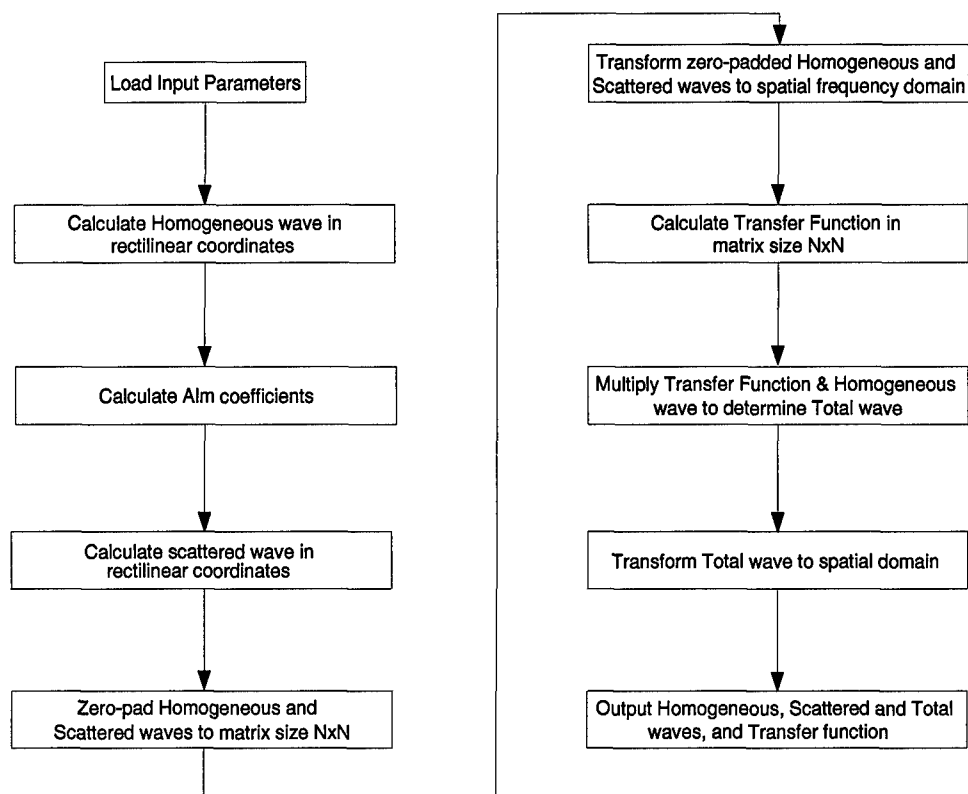 Load Input Parameters
Calculate Homogeneous wave in
rectilinear coordinates
Calculate Alm coefficients
Calculate scattered wave in
rectilinear coordinates
Zero-pad Homogeneous and
Scattered waves to matrix size NxN
Transform zero-padded Homogeneous and
Scattered waves to spatial frequency domain
Calculate Transfer Function in
matrix size NxN
Multiply Transfer Function & Homogeneous
wave to determine Total wave
Transform Total wave to spatial domain
Output Homogeneous, Scattered and Total
waves, and Transfer function